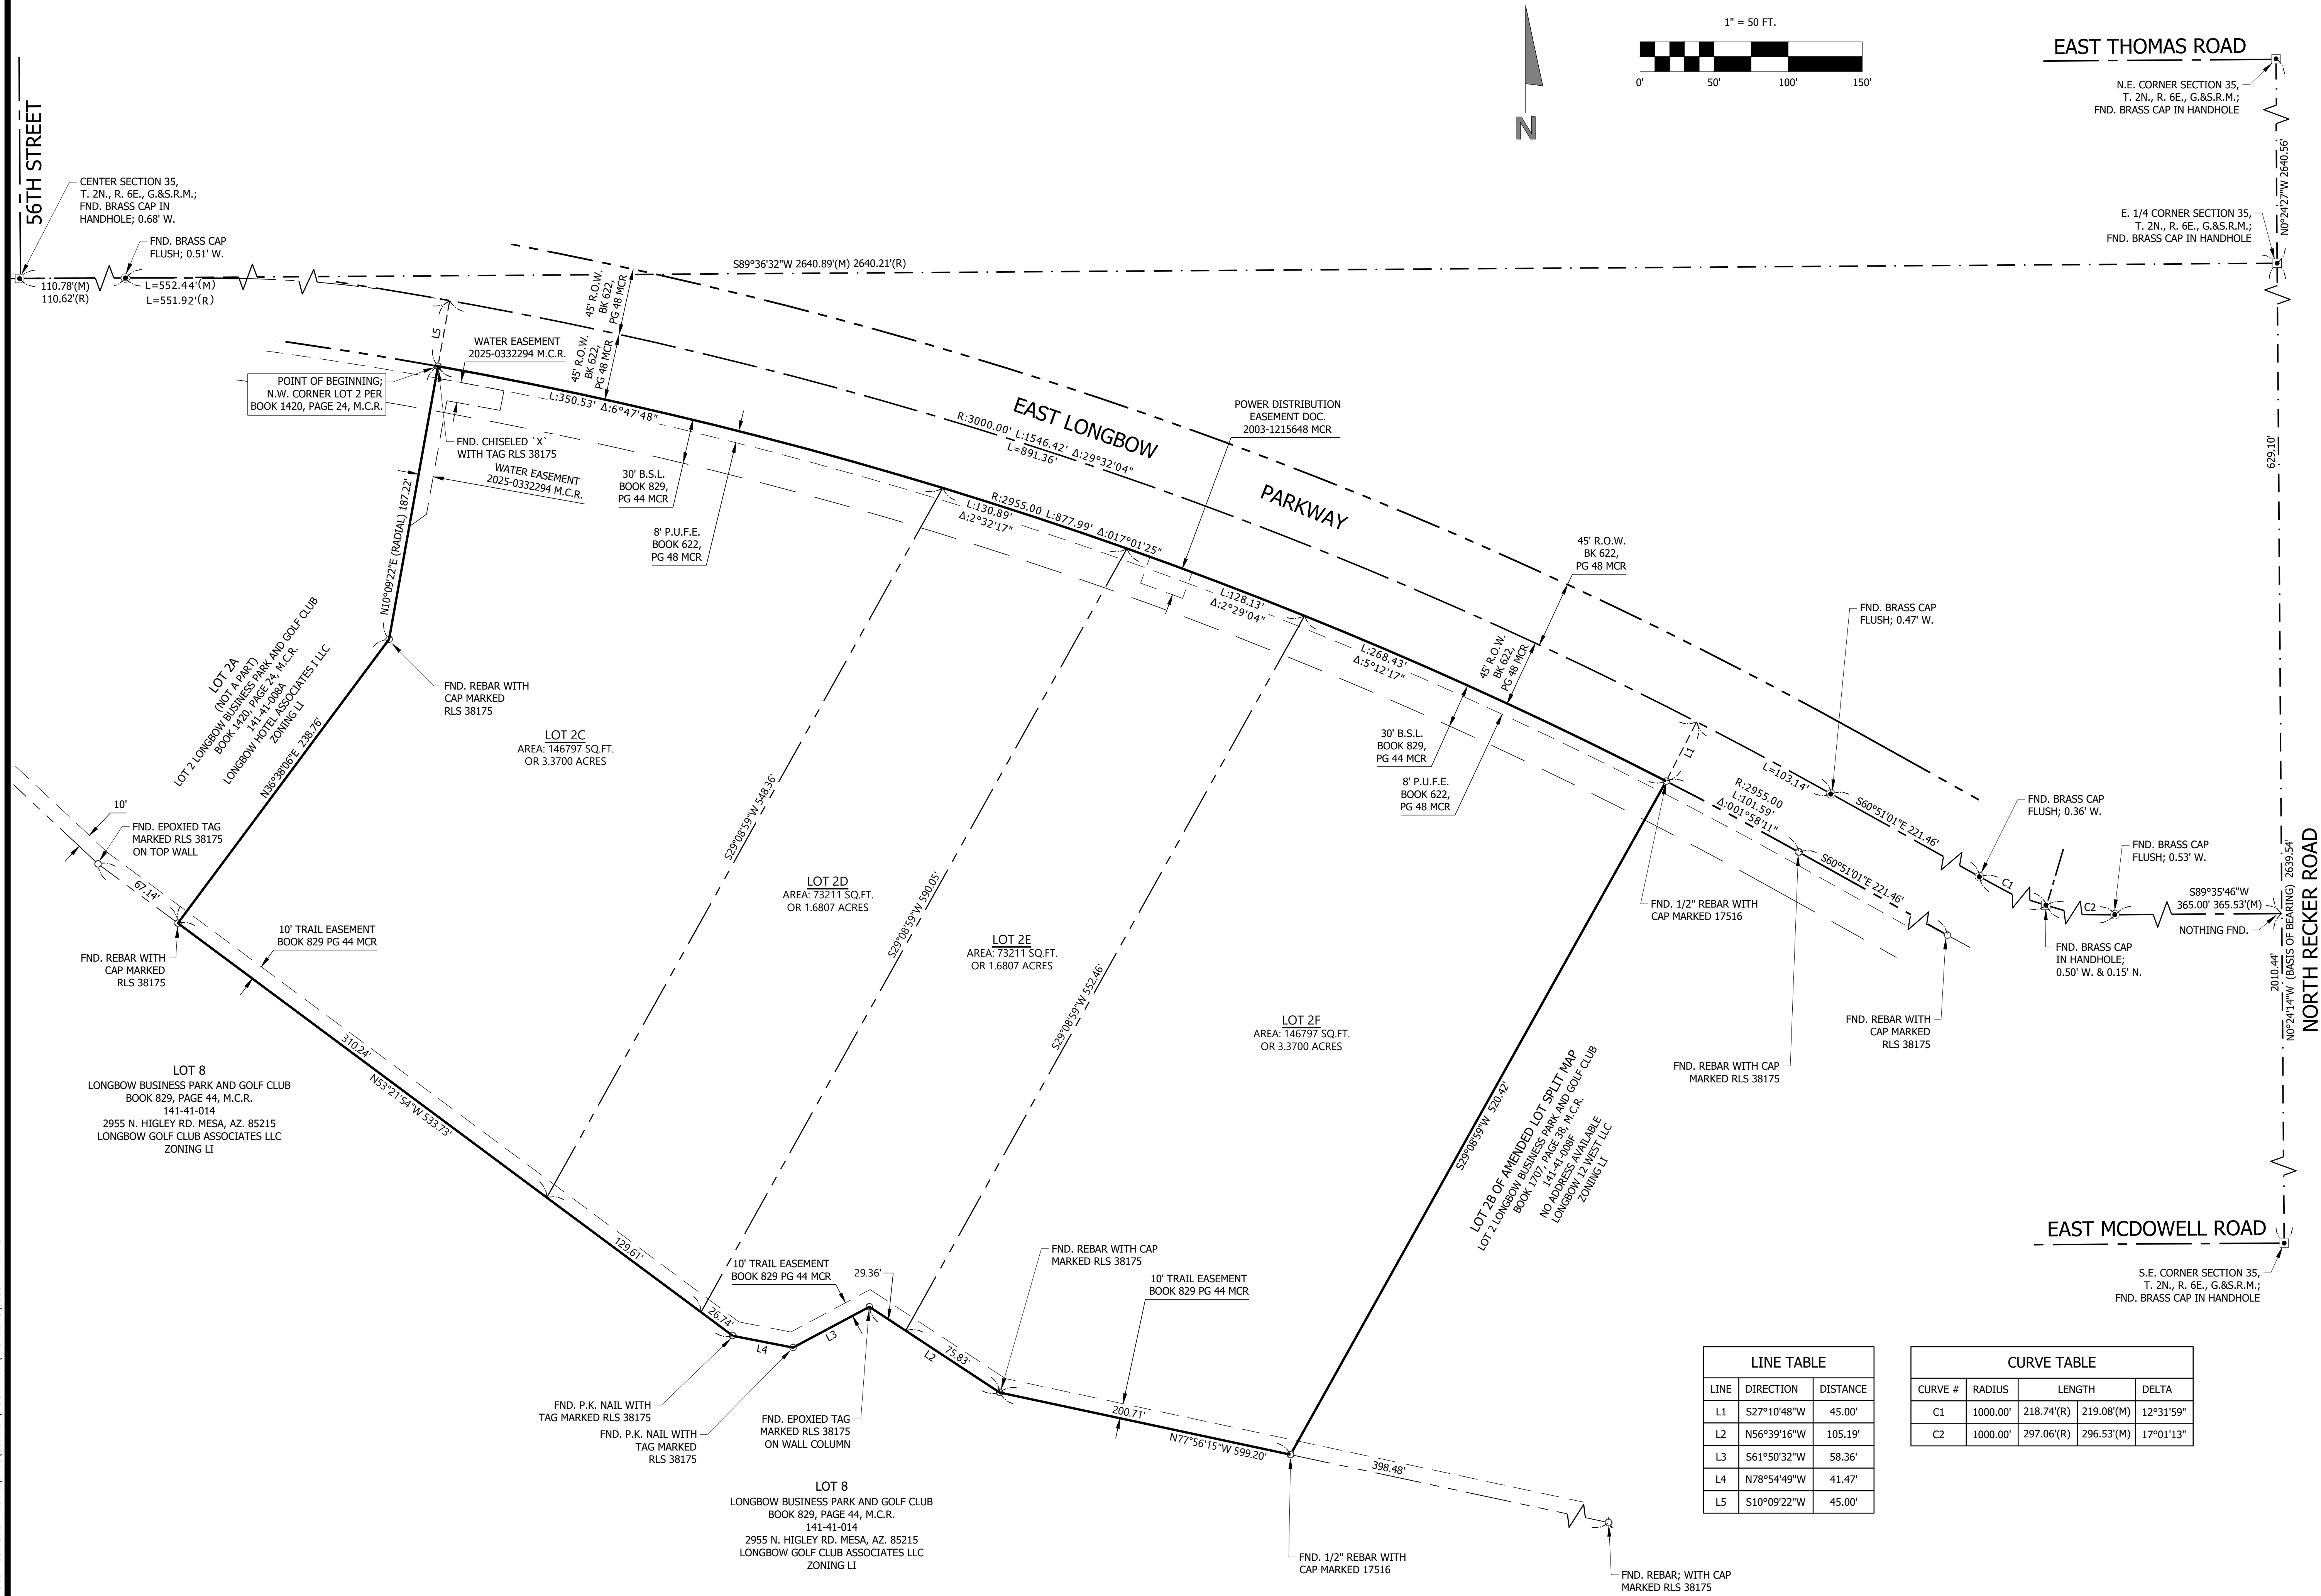 1" = 50 FT.
0'
50'
100'
150'
N
EAST THOMAS ROAD
N.E. CORNER SECTION 35,
T. 2N., R. 6E., G.&S.R.M.;
FND. BRASS CAP IN HANDHOLE
N0°24'27"W 2640.56'
E. 1/4 CORNER SECTION 35,
T. 2N., R. 6E., G.&S.R.M.;
FND. BRASS CAP IN HANDHOLE
56TH STREET
CENTER SECTION 35,
T. 2N., R. 6E., G.&S.R.M.;
FND. BRASS CAP IN
HANDHOLE; 0.68' W.
FND. BRASS CAP
FLUSH; 0.51' W.
110.78'(M)
110.62'(R)
L=552.44'(M)
L=551.92'(R)
S89°36'32"W 2640.89'(M) 2640.21'(R)
45' R.O.W.
BK 622,
PG 48 MCR
45' R.O.W.
BK 622,
PG 48 MCR
L5
WATER EASEMENT
2025-0332294 M.C.R.
POINT OF BEGINNING;
N.W. CORNER LOT 2 PER
BOOK 1420, PAGE 24, M.C.R.
L:350.53' Δ:6°47'48"
FND. CHISELED `X`
WITH TAG RLS 38175
WATER EASEMENT
2025-0332294 M.C.R.
30' B.S.L.
BOOK 829,
PG 44 MCR
8' P.U.F.E.
BOOK 622,
PG 48 MCR
EAST LONGBOW
PARKWAY
R:3000.00' L:1546.42' Δ:29°32'04"
L=891.36'
POWER DISTRIBUTION
EASEMENT DOC.
2003-1215648 MCR
R:2955.00 L:877.99' Δ:017°01'25"
L:130.89'
Δ:2°32'17"
L:128.13'
Δ:2°29'04"
L:268.43'
Δ:5°12'17"
45' R.O.W.
BK 622,
PG 48 MCR
45' R.O.W.
BK 622,
PG 48 MCR
30' B.S.L.
BOOK 829,
PG 44 MCR
8' P.U.F.E.
BOOK 622,
PG 48 MCR
L1
L=103.14'
FND. BRASS CAP
FLUSH; 0.47' W.
R:2955.00
L:101.59'
Δ:001°58'11"
S60°51'01"E 221.46'
S60°51'01"E 221.46'
FND. BRASS CAP
FLUSH; 0.36' W.
C1
C2
FND. BRASS CAP
FLUSH; 0.53' W.
S89°35'46"W
365.00' 365.53'(M)
NOTHING FND.
FND. BRASS CAP
IN HANDHOLE;
0.50' W. & 0.15' N.
629.10'
2010.44'
N0°24'14"W (BASIS OF BEARING) 2639.54'
NORTH RECKER ROAD
FND. 1/2" REBAR WITH
CAP MARKED 17516
FND. REBAR WITH
CAP MARKED
RLS 38175
FND. REBAR WITH CAP
MARKED RLS 38175
N10°09'22"E (RADIAL) 187.22'
FND. REBAR WITH
CAP MARKED
RLS 38175
LOT 2A
(NOT A PART)
LOT 2 LONGBOW BUSINESS PARK AND GOLF CLUB
BOOK 1420, PAGE 24, M.C.R.
141-41-008A
LONGBOW HOTEL ASSOCIATES I LLC
ZONING LI
N36°38'06"E 238.76'
10'
FND. EPOXIED TAG
MARKED RLS 38175
ON TOP WALL
67.14'
FND. REBAR WITH
CAP MARKED
RLS 38175
10' TRAIL EASEMENT
BOOK 829 PG 44 MCR
LOT 2C
AREA: 146797 SQ.FT.
OR 3.3700 ACRES
S29°08'59"W 548.36'
LOT 2D
AREA: 73211 SQ.FT.
OR 1.6807 ACRES
S29°08'59"W 590.05'
LOT 2E
AREA: 73211 SQ.FT.
OR 1.6807 ACRES
S29°08'59"W 552.46'
LOT 2F
AREA: 146797 SQ.FT.
OR 3.3700 ACRES
S29°08'59"W 520.42'
LOT 2B OF AMENDED LOT SPLIT MAP
LOT 2 LONGBOW BUSINESS PARK AND GOLF CLUB
BOOK 1707, PAGE 38, M.C.R.
141-41-008F
NO ADDRESS AVAILABLE
LONGBOW 12 WEST LLC
ZONING LI
310.24'
N53°21'54"W 533.73'
129.61'
26.74'
LOT 8
LONGBOW BUSINESS PARK AND GOLF CLUB
BOOK 829, PAGE 44, M.C.R.
141-41-014
2955 N. HIGLEY RD. MESA, AZ. 85215
LONGBOW GOLF CLUB ASSOCIATES LLC
ZONING LI
10' TRAIL EASEMENT
BOOK 829 PG 44 MCR
29.36'
L4
L3
L2
75.83'
FND. REBAR WITH CAP
MARKED RLS 38175
10' TRAIL EASEMENT
BOOK 829 PG 44 MCR
FND. P.K. NAIL WITH
TAG MARKED RLS 38175
FND. P.K. NAIL WITH
TAG MARKED
RLS 38175
FND. EPOXIED TAG
MARKED RLS 38175
ON WALL COLUMN
200.71'
N77°56'15"W 599.20'
398.48'
LOT 8
LONGBOW BUSINESS PARK AND GOLF CLUB
BOOK 829, PAGE 44, M.C.R.
141-41-014
2955 N. HIGLEY RD. MESA, AZ. 85215
LONGBOW GOLF CLUB ASSOCIATES LLC
ZONING LI
FND. 1/2" REBAR WITH
CAP MARKED 17516
FND. REBAR; WITH CAP
MARKED RLS 38175
EAST MCDOWELL ROAD
S.E. CORNER SECTION 35,
T. 2N., R. 6E., G.&S.R.M.;
FND. BRASS CAP IN HANDHOLE
LINE TABLE
LINE DIRECTION DISTANCE
L1 S27°10'48"W 45.00'
L2 N56°39'16"W 105.19'
L3 S61°50'32"W 58.36'
L4 N78°54'49"W 41.47'
L5 S10°09'22"W 45.00'
CURVE TABLE
CURVE # RADIUS LENGTH DELTA
C1 1000.00' 218.74'(R) 219.08'(M) 12°31'59"
C2 1000.00' 297.06'(R) 296.53'(M) 17°01'13"